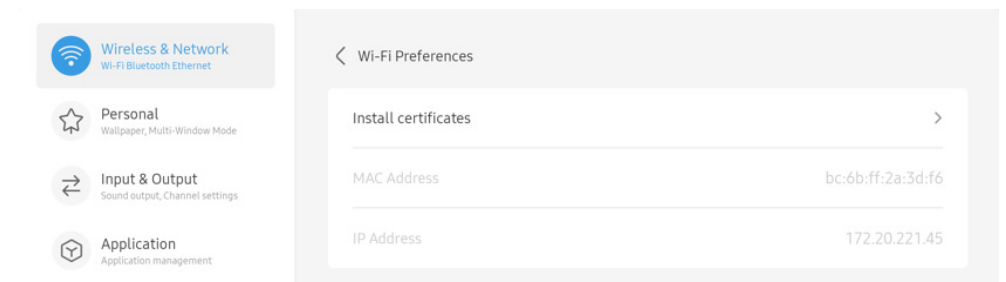 Wireless & Network
Wi-Fi Bluetooth Ethernet
Personal
Wallpaper, Multi-Window Mode
Input & Output
Sound output, Channel settings
Application
Application management
Wi-Fi Preferences
Install certificates
MAC Address bc:6b:ff:2a:3d:f6
IP Address 172.20.221.45